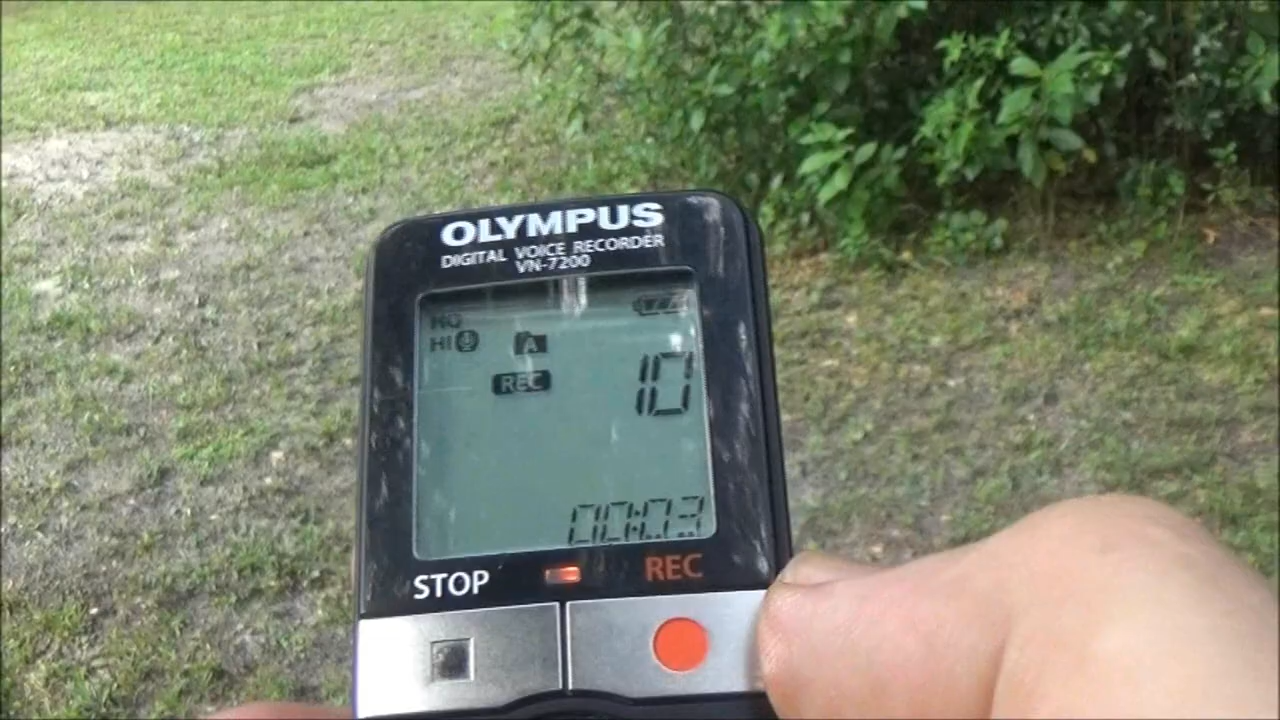 OLYMPUS
DIGITAL VOICE RECORDER
VN-7200
HQ
HI A
REC 10
00:03
STOP REC